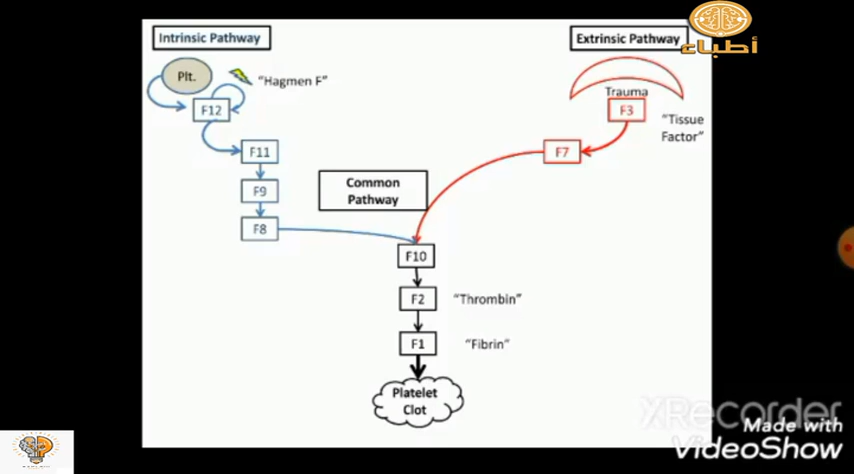 Intrinsic Pathway
Extrinsic Pathway
أطباء
Plt.
"Hagmen F"
F12
Trauma
F3
"Tissue
Factor"
F11
F7
F9
Common
Pathway
F8
F10
F2
"Thrombin"
F1
"Fibrin"
Platelet
Clot
XRecorder
Made with
VideoShow